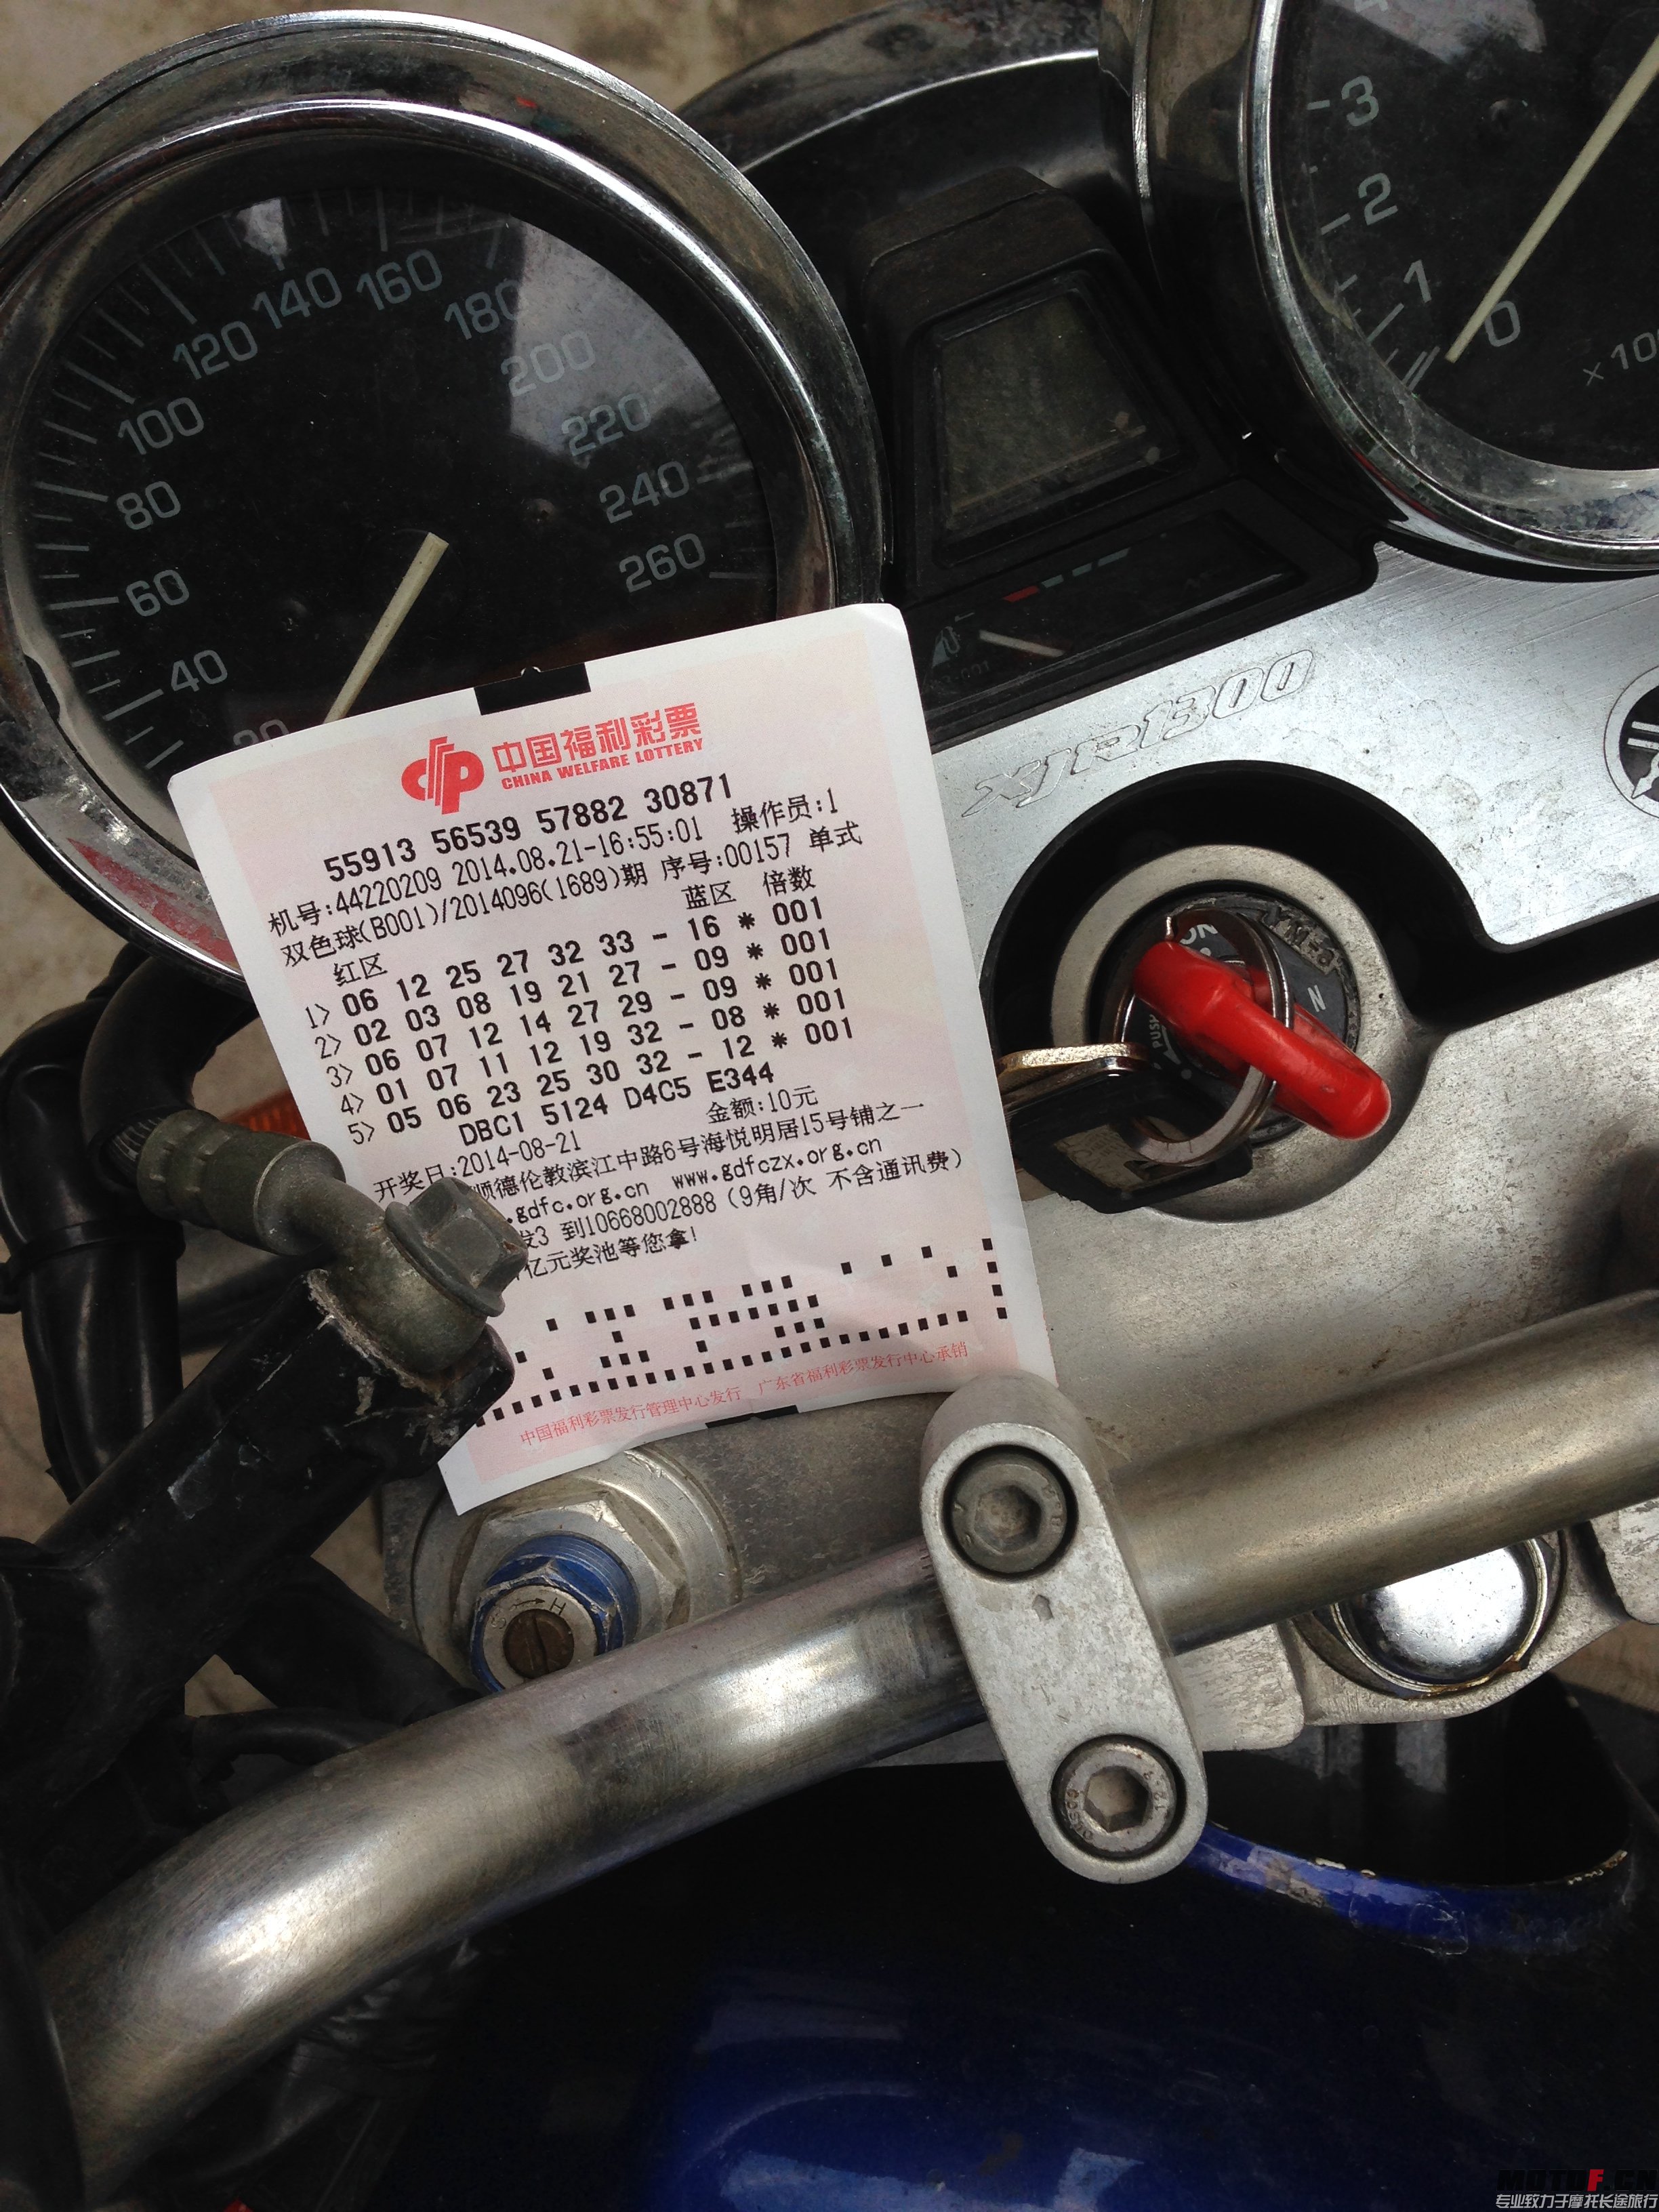 140 160
120 180
100 200
80 220
60 240
40 260
20
3
2
1
0
XJR1300
中国福利彩票
CHINA WELFARE LOTTERY
55913 56539 57882 30871
机号:44220209 2014.08.21-16:55:01 操作员:1
双色球(B001)/2014096(1689)期 序号:00157 单式
红区 蓝区 倍数
1> 06 12 25 27 32 33 - 16 * 001
2> 02 03 08 19 21 27 - 09 * 001
3> 06 07 12 14 27 29 - 09 * 001
4> 01 07 11 12 19 32 - 08 * 001
5> 05 06 23 25 30 32 - 12 * 001
DBC1 5124 D4C5 E344
开奖日:2014-08-21 金额:10元
顺德伦教滨江中路6号海悦明居15号铺之一
.gdfc.org.cn www.gdfczx.org.cn
发3 到10668002888 (9角/次 不含通讯费)
亿元奖池等您拿!
中国福利彩票发行管理中心发行 广东省福利彩票发行中心承销
PUSH
H
MOTOF.CN
专业致力于摩托长途旅行